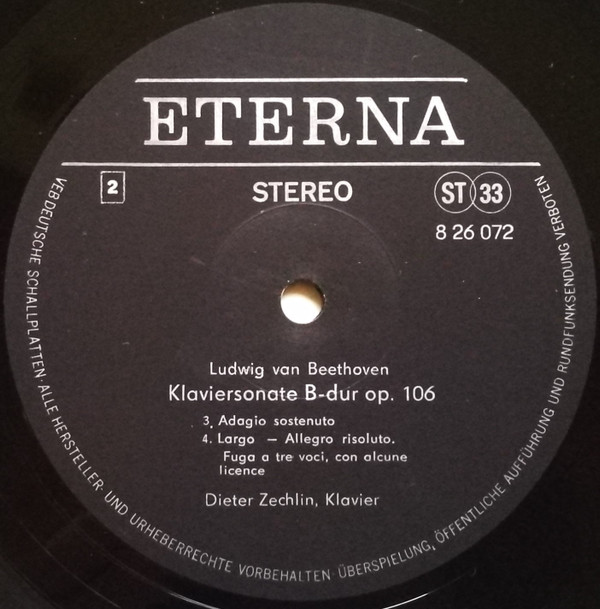 ETERNA
2
STEREO
ST 33
8 26 072
Ludwig van Beethoven
Klaviersonate B-dur op. 106
3. Adagio sostenuto
4. Largo – Allegro risoluto.
Fuga a tre voci, con alcune
licence
Dieter Zechlin, Klavier
VEB DEUTSCHE SCHALLPLATTEN · ALLE HERSTELLER- UND URHEBERRECHTE VORBEHALTEN · ÜBERSPIELUNG, ÖFFENTLICHE AUFFÜHRUNG UND RUNDFUNKSENDUNG VERBOTEN